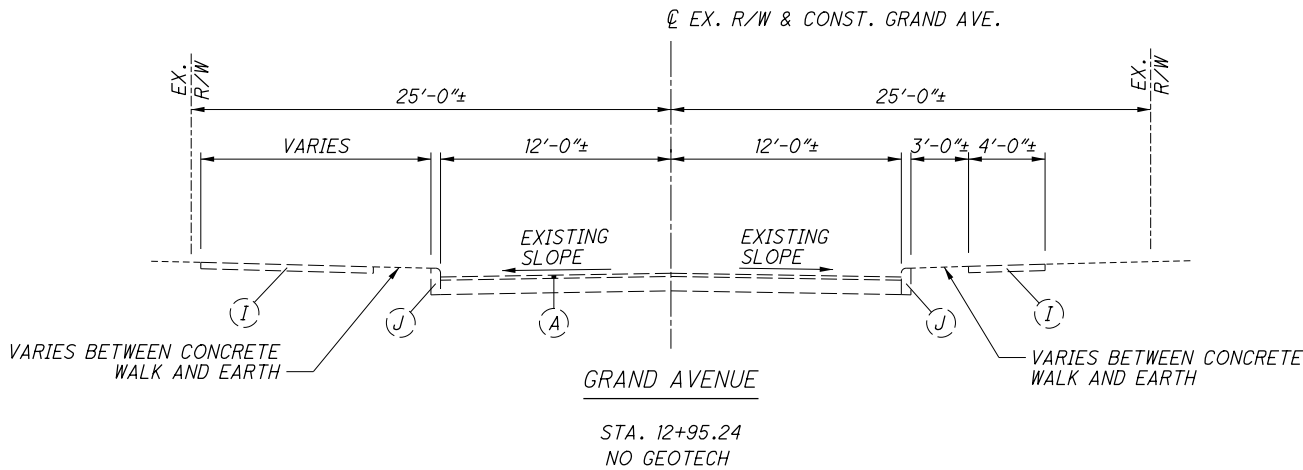 ℄ EX. R/W & CONST. GRAND AVE.
EX.
R/W
EX.
R/W
25'-0"±
25'-0"±
VARIES
12'-0"±
12'-0"±
3'-0"±
4'-0"±
EXISTING
SLOPE
EXISTING
SLOPE
I
J
A
J
I
VARIES BETWEEN CONCRETE
WALK AND EARTH
VARIES BETWEEN CONCRETE
WALK AND EARTH
GRAND AVENUE
STA. 12+95.24
NO GEOTECH